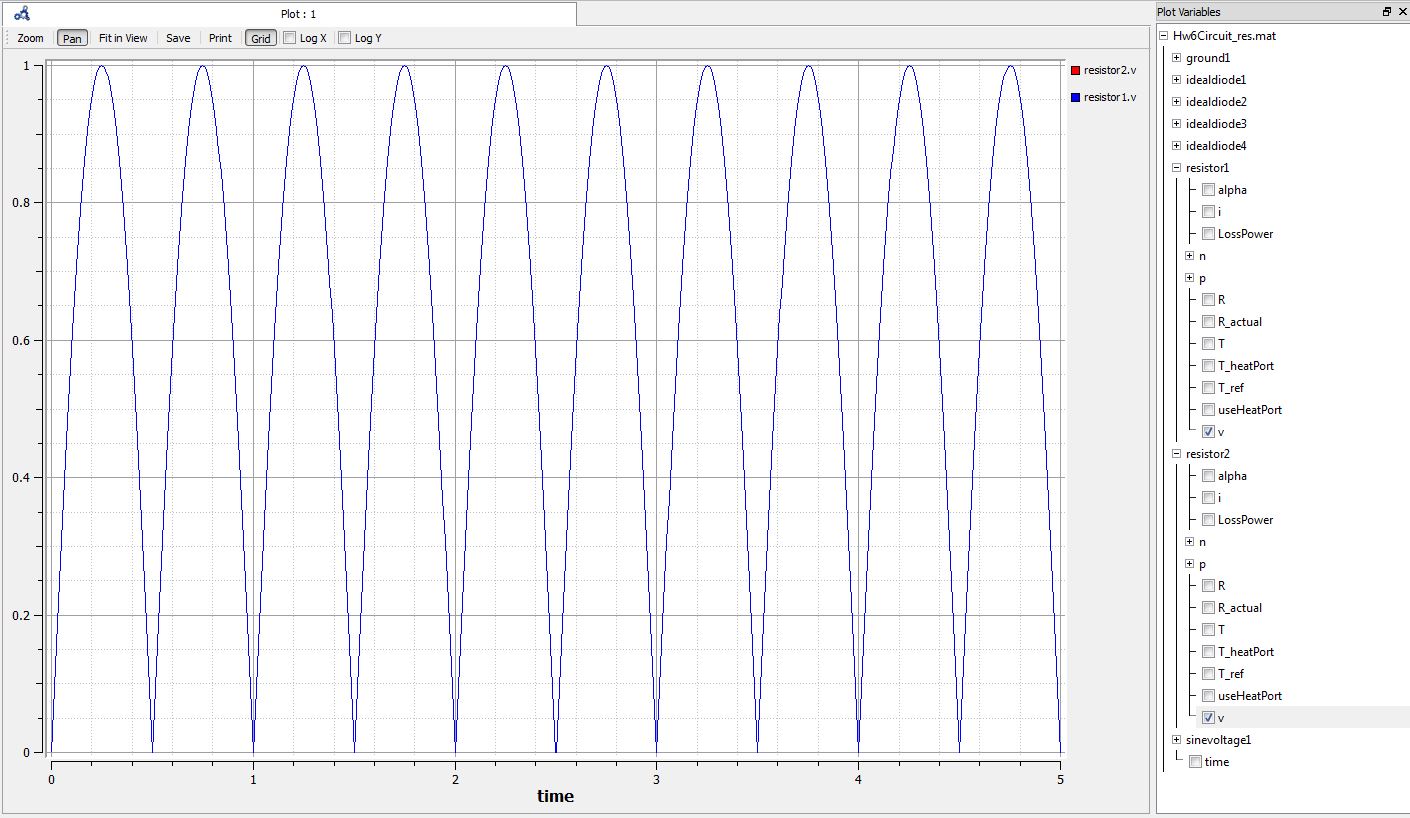 Plot : 1
Zoom Pan Fit in View Save Print Grid Log X Log Y
1
0.8
0.6
0.4
0.2
0
0 1 2 3 4 5
time
resistor2.v
resistor1.v
Plot Variables
Hw6Circuit_res.mat
ground1
idealdiode1
idealdiode2
idealdiode3
idealdiode4
resistor1
alpha
i
LossPower
n
p
R
R_actual
T
T_heatPort
T_ref
useHeatPort
v
resistor2
alpha
i
LossPower
n
p
R
R_actual
T
T_heatPort
T_ref
useHeatPort
v
sinevoltage1
time